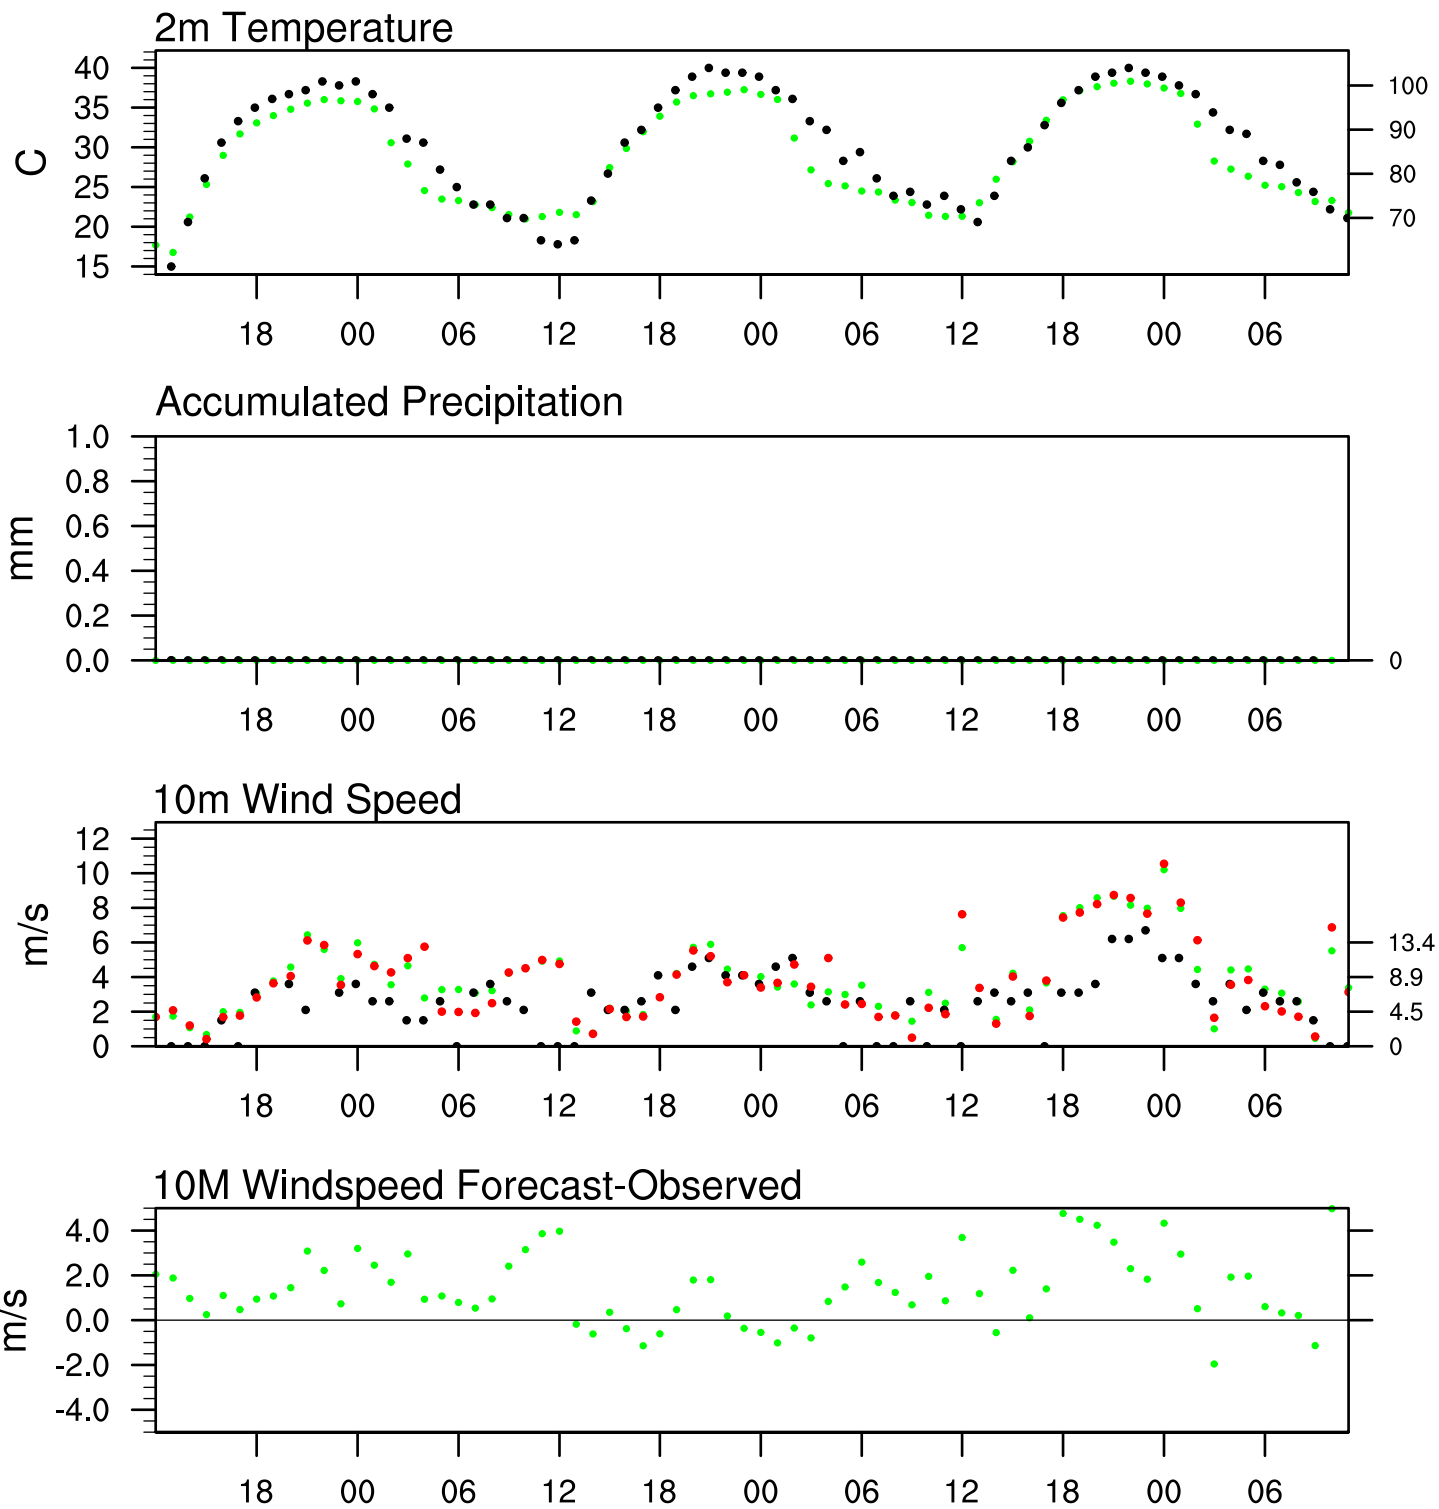 2m Temperature
40
35
30
25
20
15
C
100
90
80
70
18 00 06 12 18 00 06 12 18 00 06
Accumulated Precipitation
1.0
0.8
0.6
0.4
0.2
0.0
mm
0
18 00 06 12 18 00 06 12 18 00 06
10m Wind Speed
12
10
8
6
4
2
0
m/s
13.4
8.9
4.5
0
18 00 06 12 18 00 06 12 18 00 06
10M Windspeed Forecast-Observed
4.0
2.0
0.0
-2.0
-4.0
m/s
18 00 06 12 18 00 06 12 18 00 06